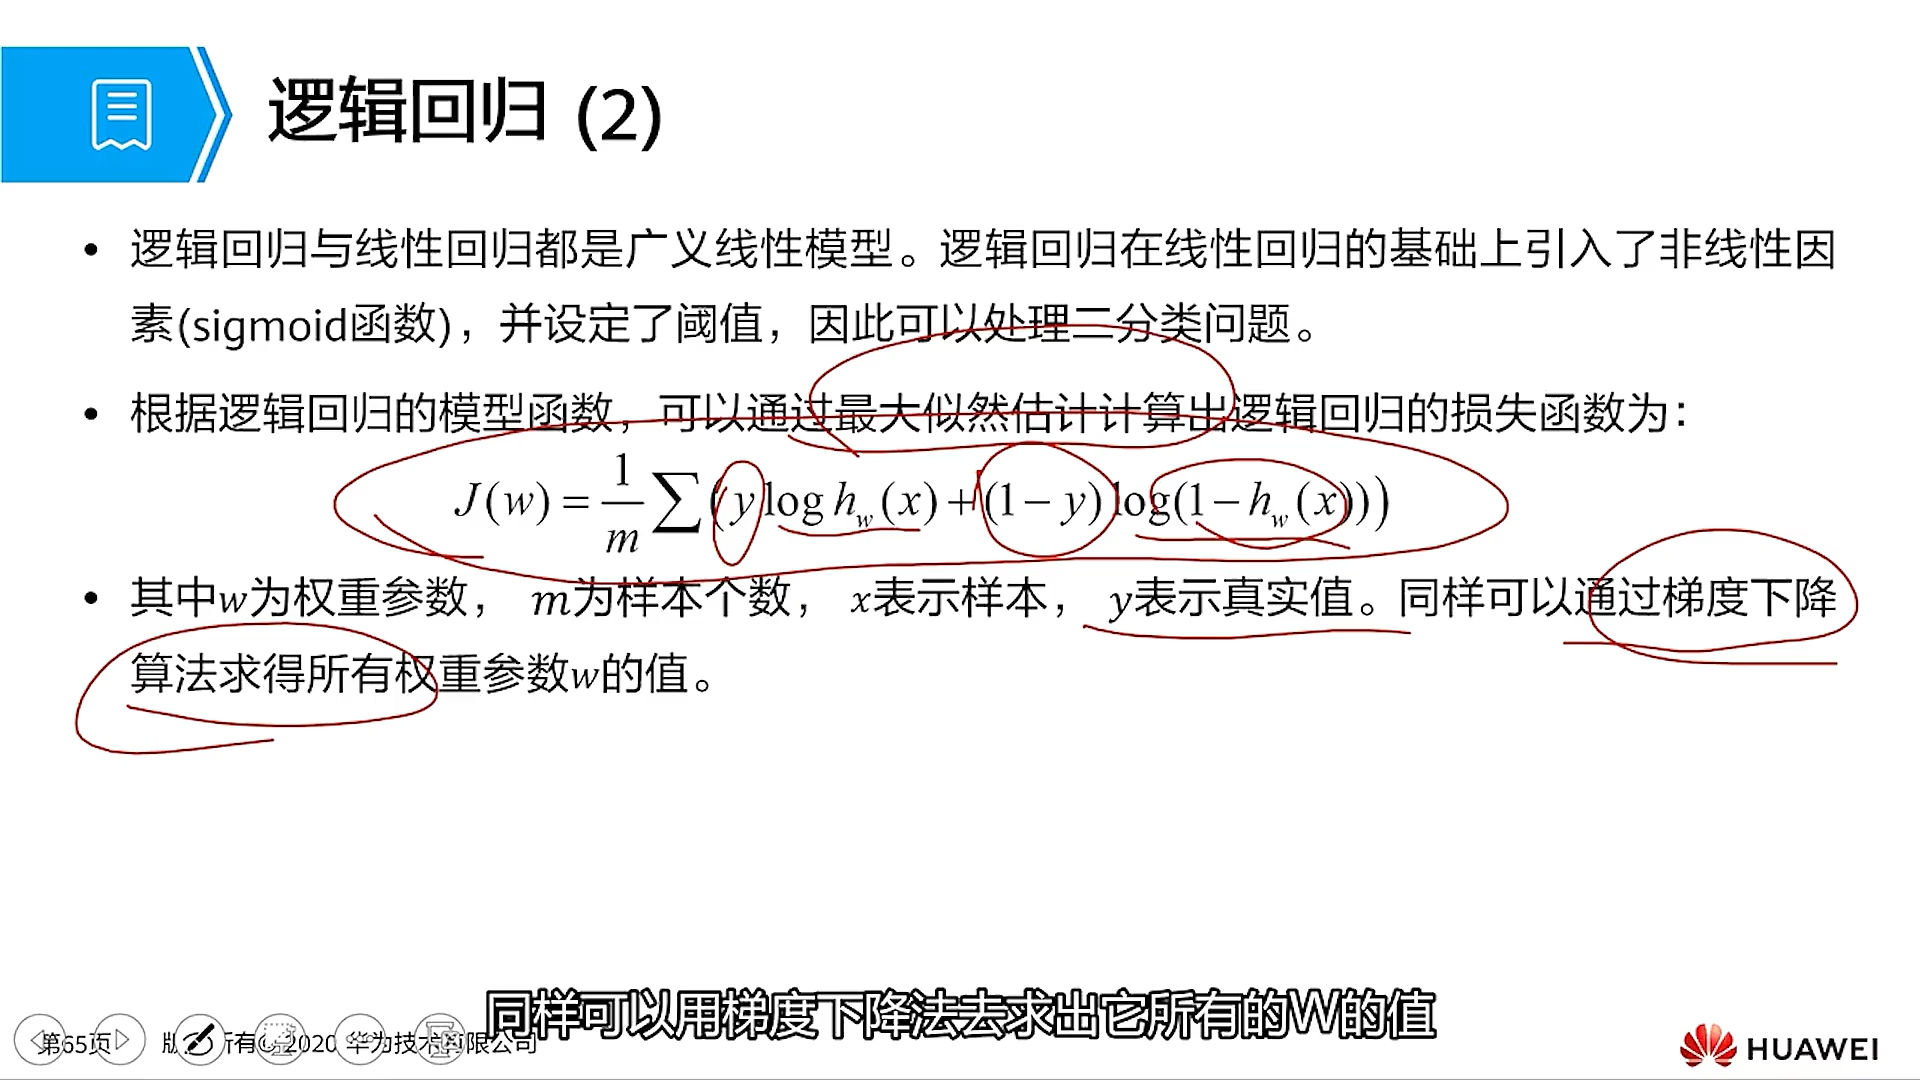 逻辑回归 (2)
• 逻辑回归与线性回归都是广义线性模型。逻辑回归在线性回归的基础上引入了非线性因
素(sigmoid函数)，并设定了阈值，因此可以处理二分类问题。
• 根据逻辑回归的模型函数，可以通过最大似然估计计算出逻辑回归的损失函数为：
J(w) = 1/m ∑(y log h_w(x) + (1 − y) log(1 − h_w(x)))
• 其中w为权重参数， m为样本个数， x表示样本， y表示真实值。同样可以通过梯度下降
算法求得所有权重参数w的值。
同样可以用梯度下降法去求出它所有的W的值
第65页 版 所有© 2020 华为技术有限公司
HUAWEI